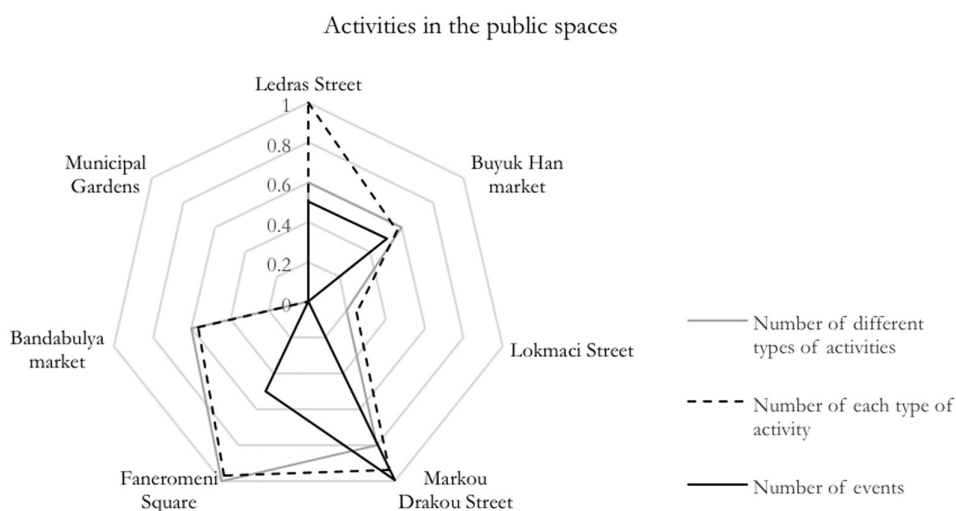 Activities in the public spaces
Ledras Street
1
Municipal
Gardens
Buyuk Han
market
0.8
0.6
0.4
0.2
0
Bandabulya
market
Lokmaci Street
Faneromeni
Square
Markou
Drakou Street
Number of different
types of activities
Number of each type of
activity
Number of events